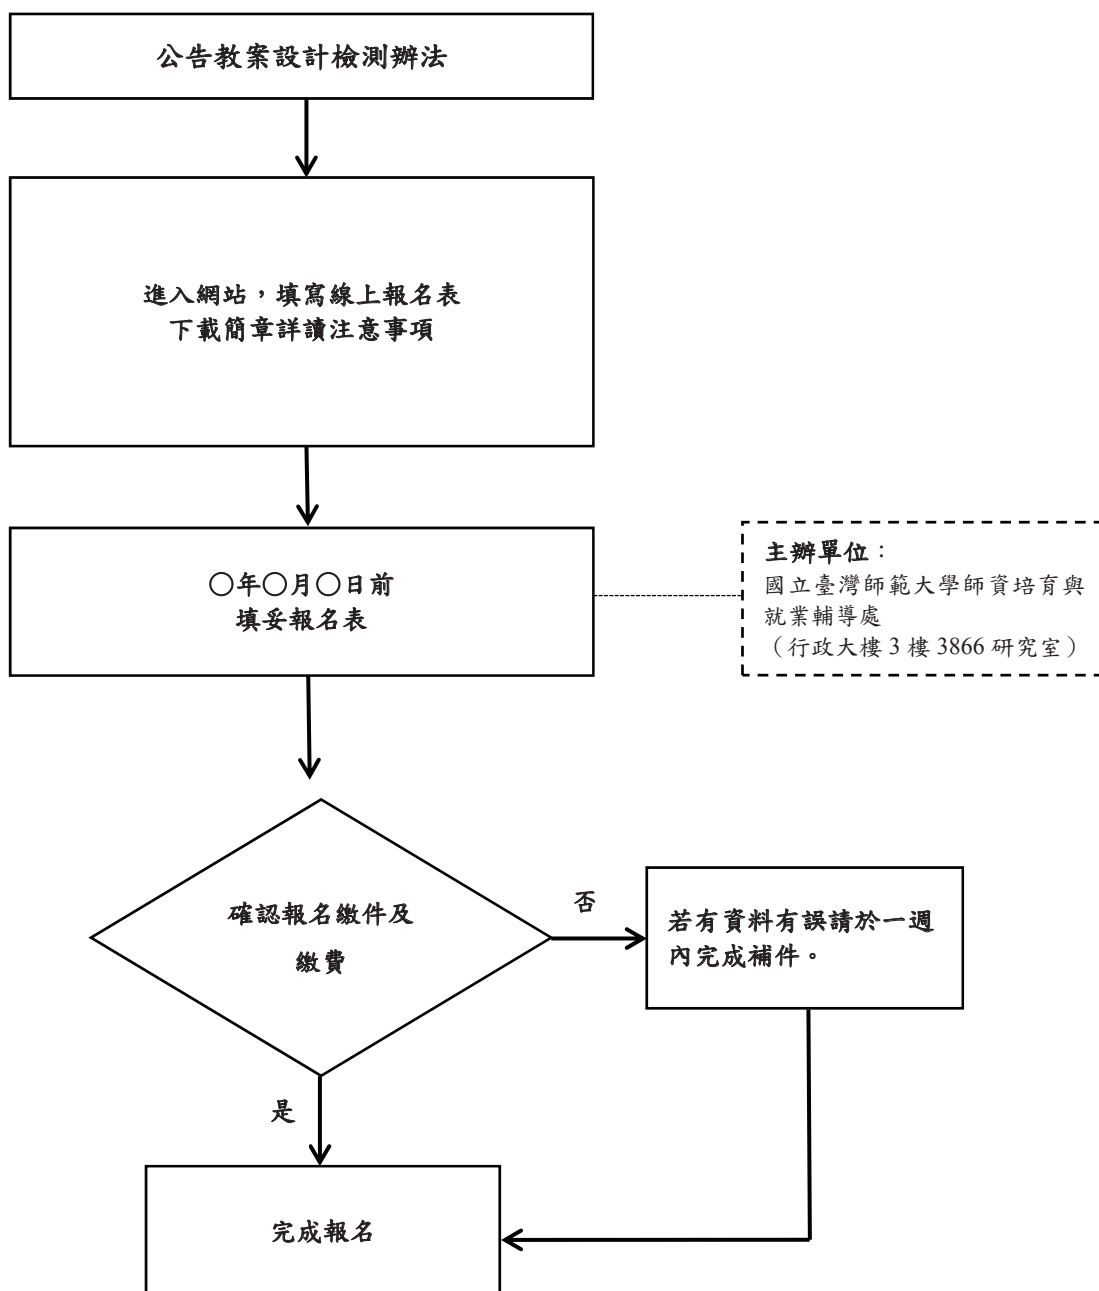 公告教案設計檢測辦法
進入網站，填寫線上報名表
下載簡章詳讀注意事項
○年○月○日前
填妥報名表
主辦單位：
國立臺灣師範大學師資培育與
就業輔導處
（行政大樓 3 樓 3866 研究室）
確認報名繳件及
繳費
否
若有資料有誤請於一週
內完成補件。
是
完成報名